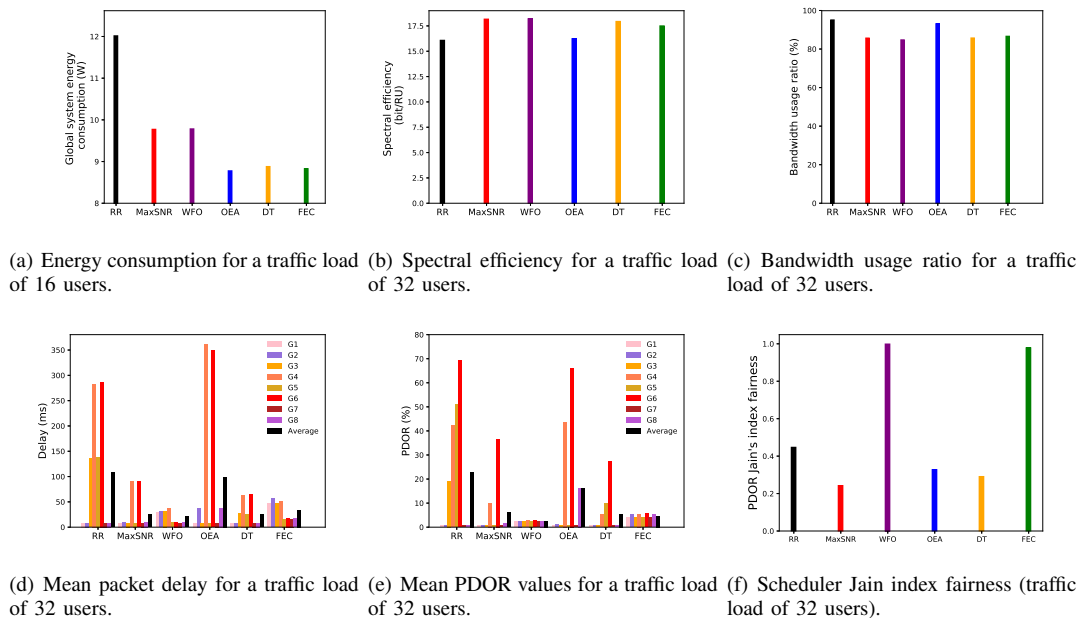 Global system energy
consumption (W)
12
11
10
9
8
RR MaxSNR WFO OEA DT FEC
Spectral efficiency
(bit/RU)
17.5
15.0
12.5
10.0
7.5
5.0
2.5
0.0
RR MaxSNR WFO OEA DT FEC
Bandwidth usage ratio (%)
100
80
60
40
20
0
RR MaxSNR WFO OEA DT FEC
(a) Energy consumption for a traffic load
of 16 users.
(b) Spectral efficiency for a traffic load
of 32 users.
(c) Bandwidth usage ratio for a traffic
load of 32 users.
Delay (ms)
350
300
250
200
150
100
50
0
RR MaxSNR WFO OEA DT FEC
G1
G2
G3
G4
G5
G6
G7
G8
Average
PDOR (%)
80
70
60
50
40
30
20
10
0
RR MaxSNR WFO OEA DT FEC
G1
G2
G3
G4
G5
G6
G7
G8
Average
PDOR Jain's index fairness
1.0
0.8
0.6
0.4
0.2
0.0
RR MaxSNR WFO OEA DT FEC
(d) Mean packet delay for a traffic load
of 32 users.
(e) Mean PDOR values for a traffic load
of 32 users.
(f) Scheduler Jain index fairness (traffic
load of 32 users).